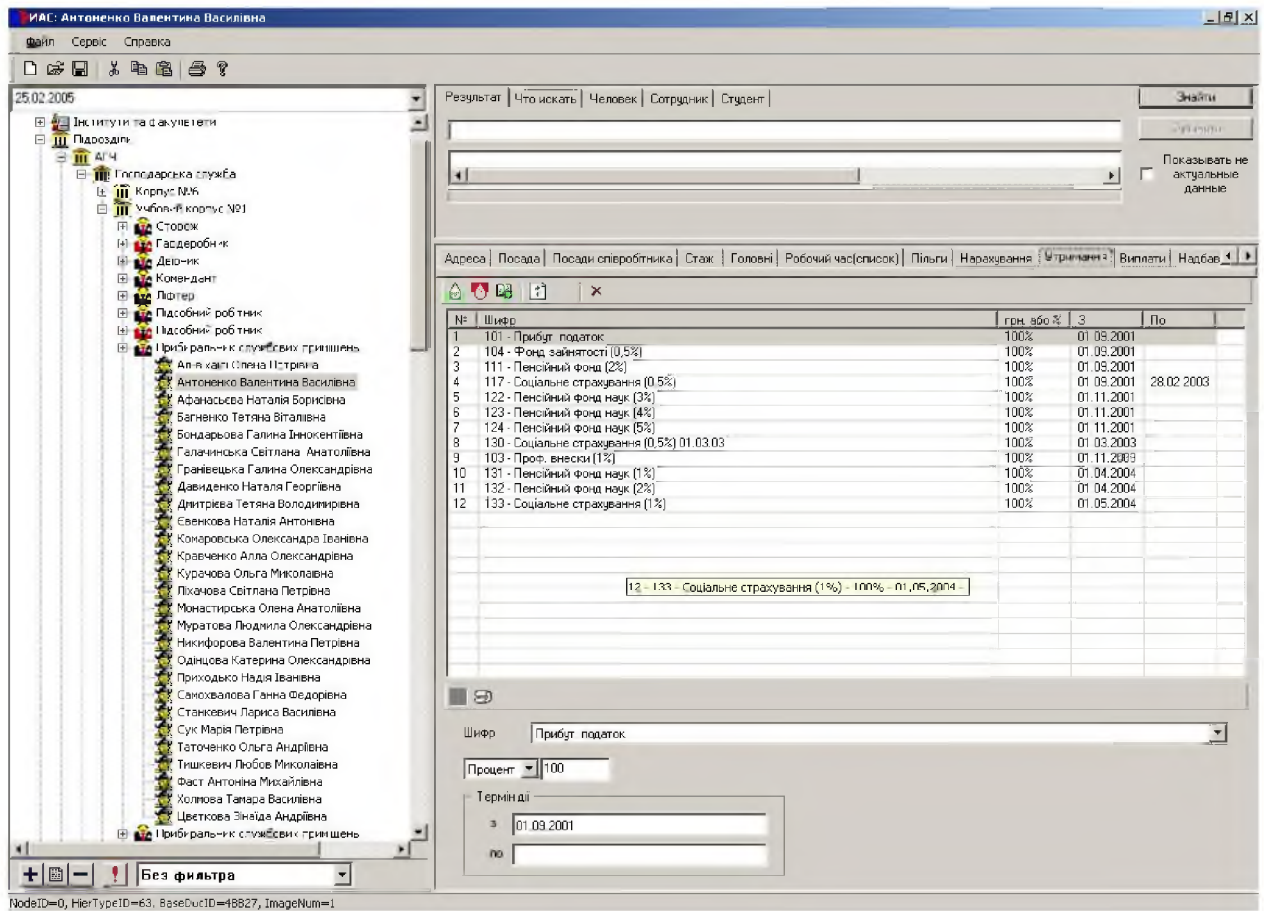 ИАС: Антоненко Валентина Василівна
Файл Сервіс Справка
25.02.2005
Інститути та факультети
Підрозділи
АГЧ
Господарська служба
Корпус №6
Учбовий корпус №1
Сторож
Гардеробник
Двірник
Комендант
Ліфтер
Підсобний робітник
Підсобний робітник
Прибиральник службових приміщень
Олена Петрівна
Антоненко Валентина Василівна
Афанасьєва Наталія Борисівна
Багненко Тетяна Віталіївна
Бондарьова Галина Іннокентіївна
Галачинська Світлана Анатоліївна
Гранівецька Галина Олександрівна
Давиденко Наталя Георгіївна
Дмитрієва Тетяна Володимирівна
Євенкова Наталія Антонівна
Комаровська Олександра Іванівна
Кравченко Алла Олександрівна
Курачова Ольга Миколаївна
Ліхачова Світлана Петрівна
Монастирська Олена Анатоліївна
Муратова Людмила Олександрівна
Никифорова Валентина Петрівна
Одінцова Катерина Олександрівна
Приходько Надія Іванівна
Самохвалова Ганна Федорівна
Станкевич Лариса Василівна
Сук Марія Петрівна
Таточенко Ольга Андріївна
Тишкевич Любов Миколаївна
Фаст Антоніна Михайлівна
Холмова Тамара Василівна
Цвєткова Зінаїда Андріївна
Прибиральник службових приміщень
Без фильтра
Результат Что искать Человек Сотрудник Студент
Знайти
Показывать не
актуальные
данные
Адреса Посада Посади співробітника Стаж Головні Робочий час(список) Пільги Нарахування Утримання Виплати Надбав
№ Шифр грн. або % З По
1 101 - Прибут. податок 100% 01.09.2001
2 104 - Фонд зайнятості (0,5%) 100% 01.09.2001
3 111 - Пенсійний Фонд (2%) 100% 01.09.2001
4 117 - Соціальне страхування (0,5%) 100% 01.09.2001 28.02.2003
5 122 - Пенсійний Фонд наук (3%) 100% 01.11.2001
6 123 - Пенсійний Фонд наук (4%) 100% 01.11.2001
7 124 - Пенсійний Фонд наук (5%) 100% 01.11.2001
8 130 - Соціальне страхування (0,5%) 01.03.03 100% 01.03.2003
9 103 - Проф. внески (1%) 100% 01.11.2989
10 131 - Пенсійний Фонд наук (1%) 100% 01.04.2004
11 132 - Пенсійний Фонд наук (2%) 100% 01.04.2004
12 133 - Соціальне страхування (1%) 100% 01.05.2004
12 - 133 - Соціальне страхування (1%) - 100% - 01,05,2004 -
Шифр Прибут. податок
Процент 100
Термін дії
з 01.09.2001
по
NodeID=0, HierTypeID=63, BaseDucID=48827, ImageNum=1